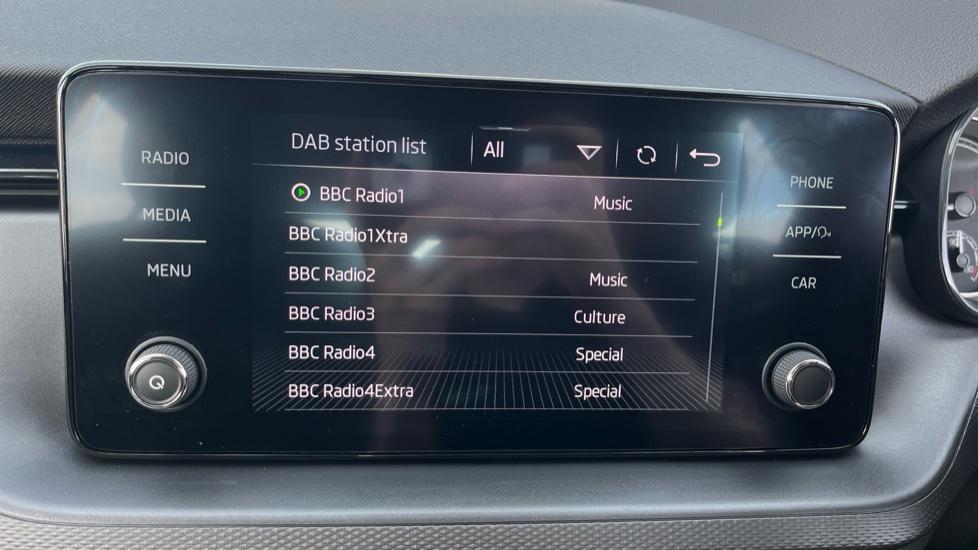 DAB station list All
RADIO
MEDIA
MENU
BBC Radio1 Music
BBC Radio1Xtra
BBC Radio2 Music
BBC Radio3 Culture
BBC Radio4 Special
BBC Radio4Extra Special
PHONE
APP/
CAR